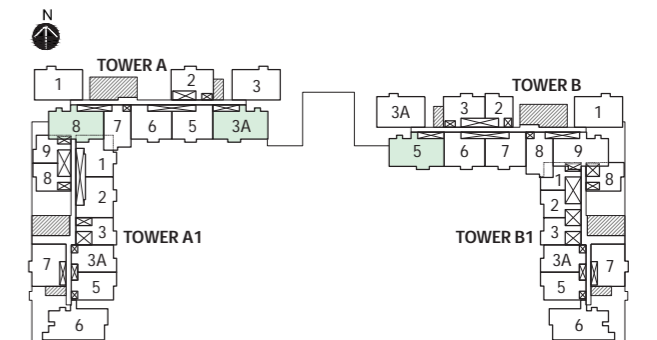 N
TOWER A
1 2 3
8 7 6 5 3A
9 1
8 2
3
TOWER A1
7 3A
5
6
TOWER B
3A 3 2 1
5 6 7 8 9
1 8
2
3
TOWER B1
3A 7
5
6